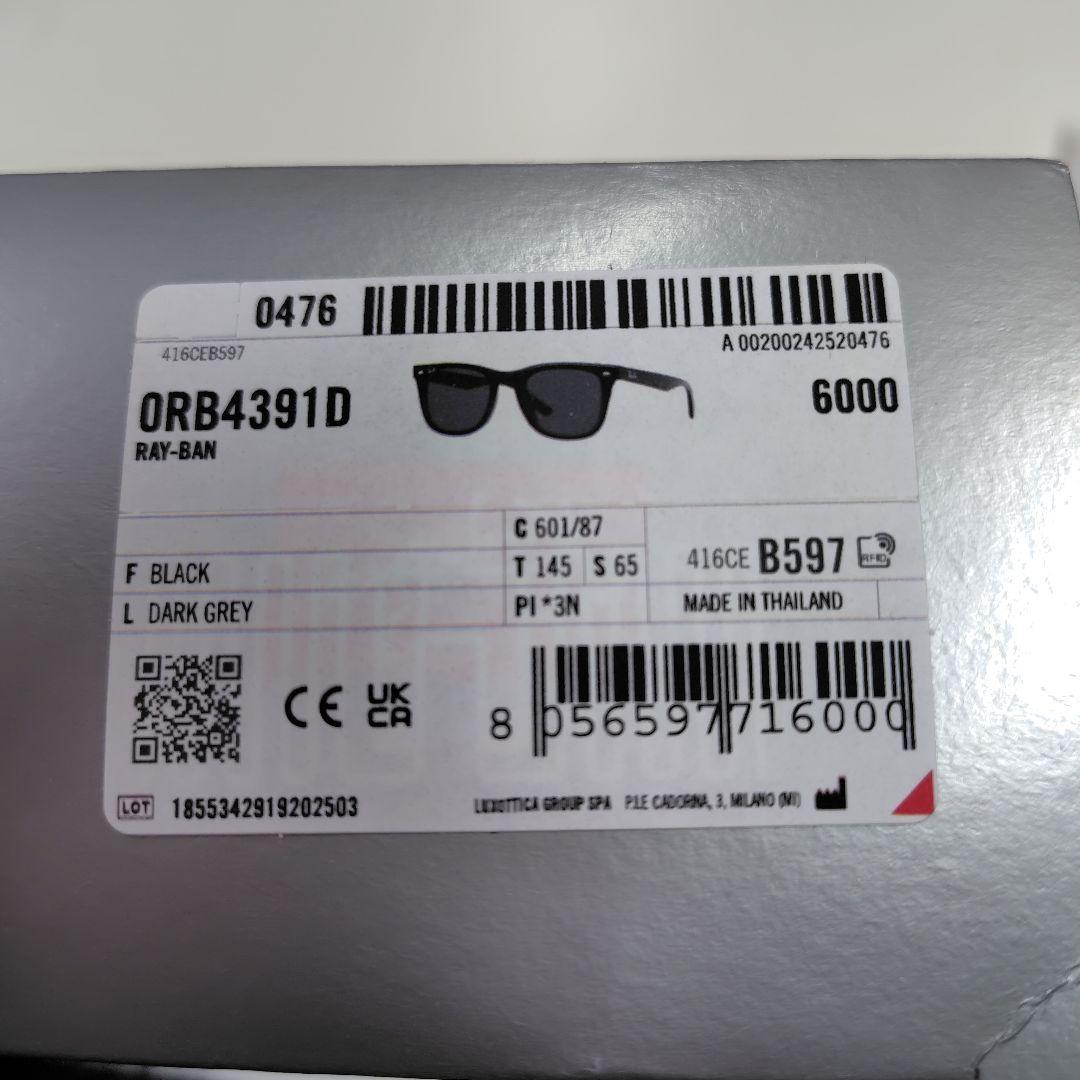 0476
A 00200242520476
416CEB597
0RB4391D
6000
RAY-BAN
C 601/87
F BLACK
T 145 S 65
416CE B597
RFID
L DARK GREY
PI *3N
MADE IN THAILAND
CE UK CA
8 056597 716000
LOT 1855342919202503
LUXOTTICA GROUP SPA P.LE CADORNA, 3, MILANO (MI)